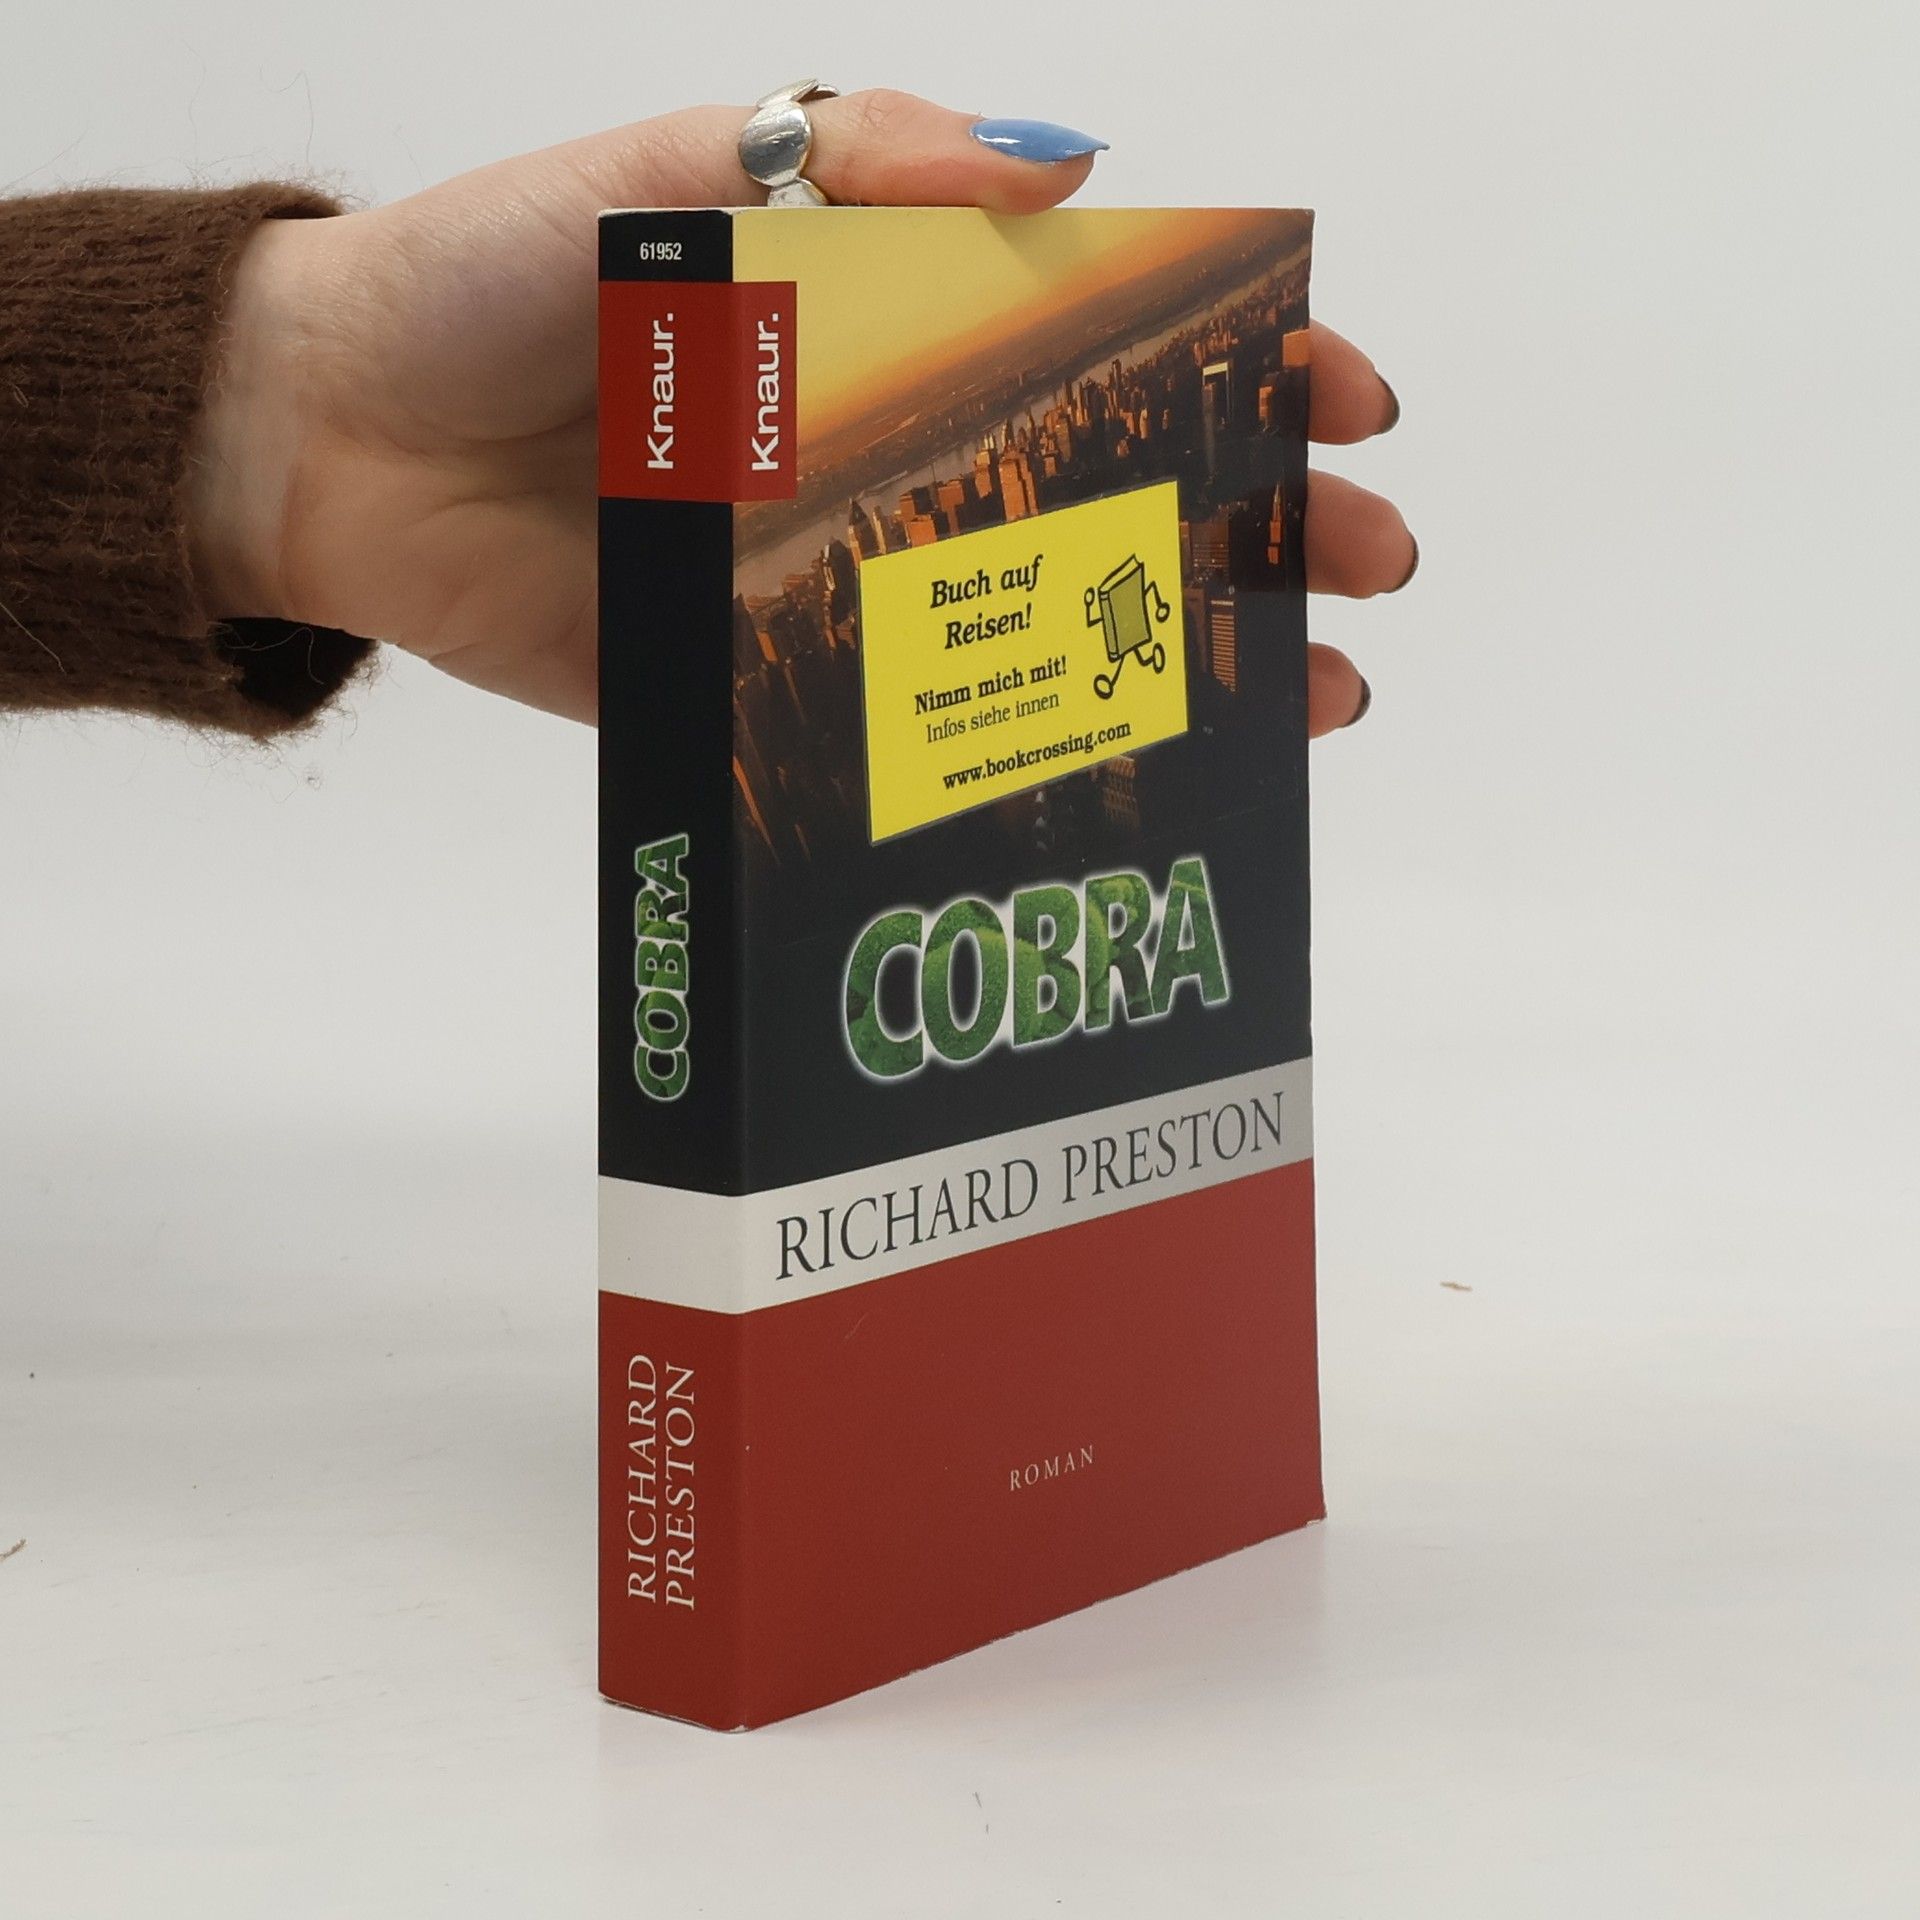 61952
Knaur.
COBRA
RICHARD
PRESTON
Knaur.
Buch auf
Reisen!
Nimm mich mit!
Infos siehe innen
www.bookcrossing.com
COBRA
RICHARD PRESTON
ROMAN